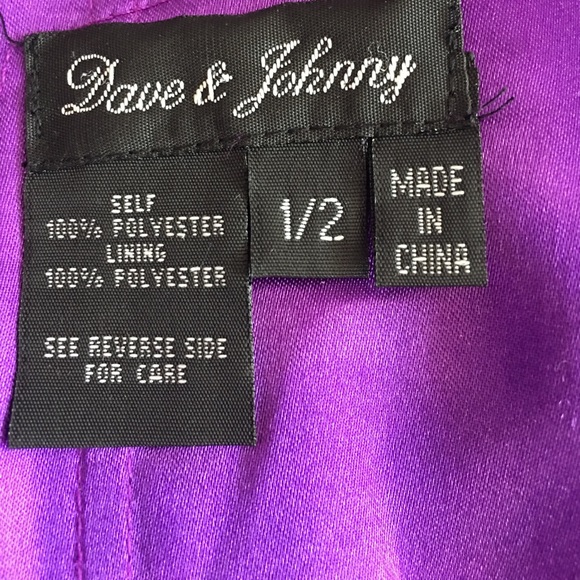 Dave & Johnny
SELF
100% POLYESTER
LINING
100% POLYESTER
SEE REVERSE SIDE
FOR CARE
1/2
MADE
IN
CHINA